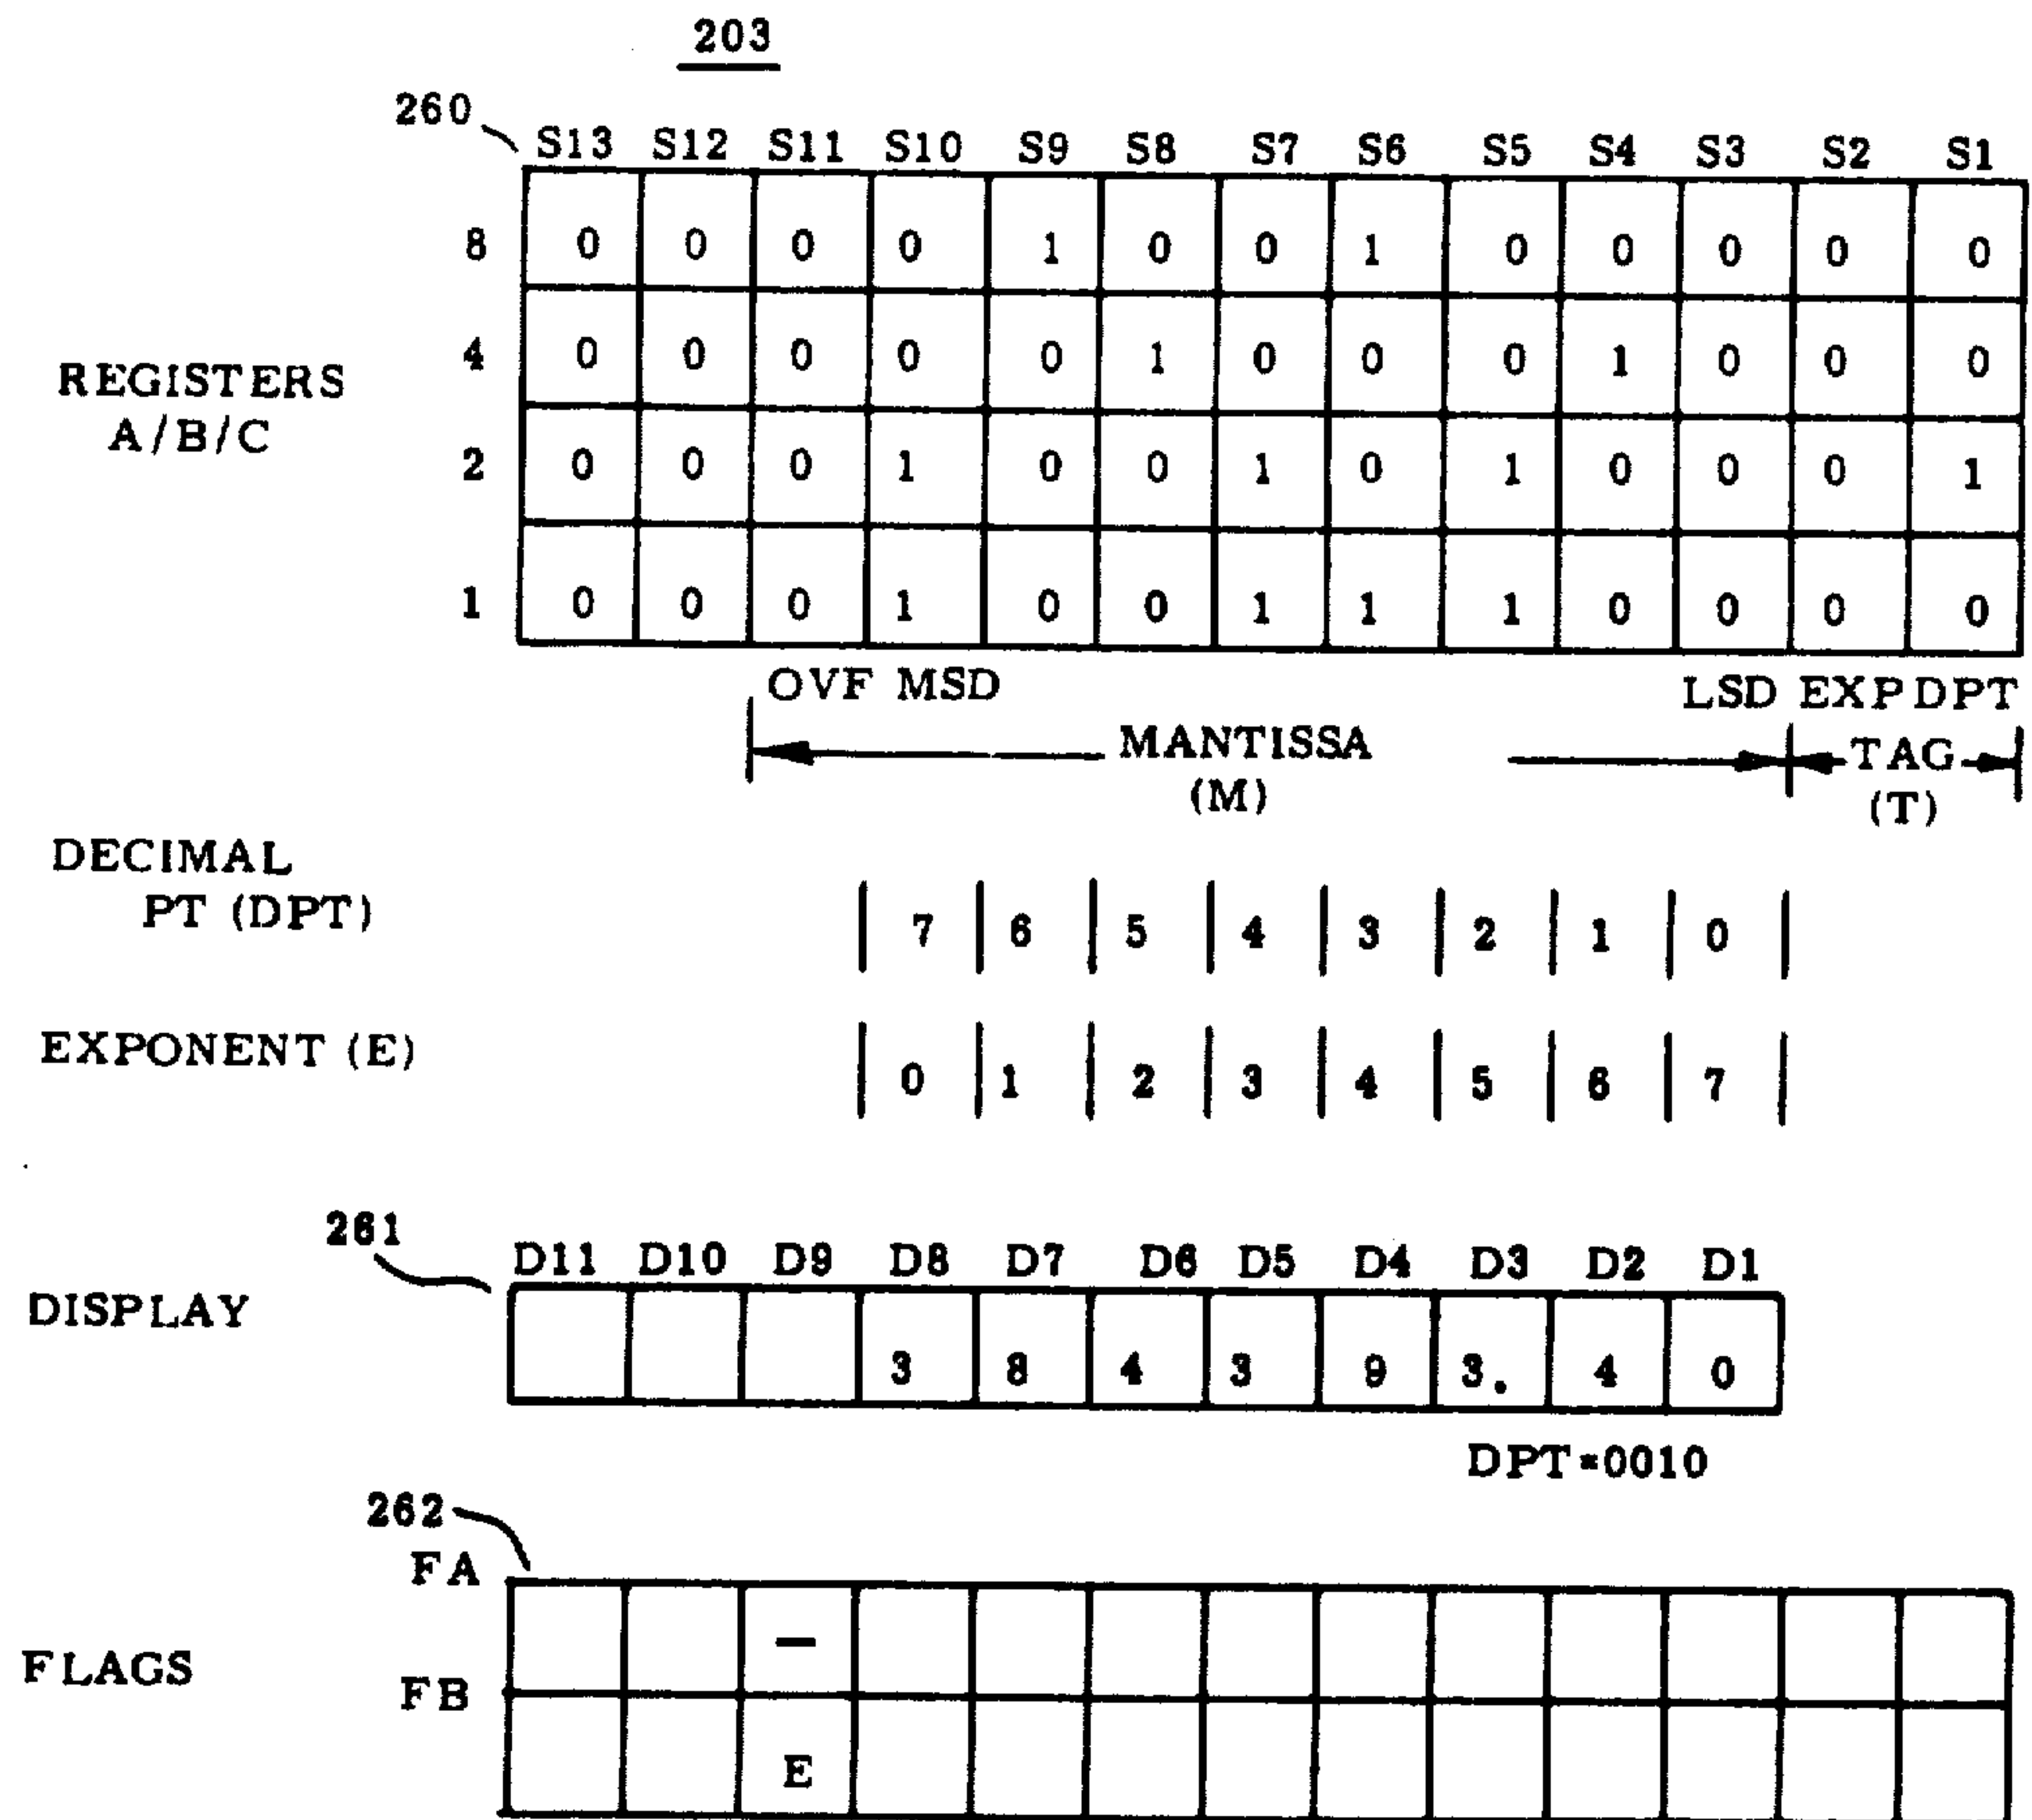 203
260
S13 S12 S11 S10 S9 S8 S7 S6 S5 S4 S3 S2 S1
8 0 0 0 0 1 0 0 1 0 0 0 0 0
4 0 0 0 0 0 1 0 0 0 1 0 0 0
REGISTERS
A/B/C
2 0 0 0 1 0 0 1 0 1 0 0 0 1
1 0 0 0 1 0 0 1 1 1 0 0 0 0
OVF MSD LSD EXP DPT
MANTISSA
(M)
TAG
(T)
DECIMAL
PT (DPT)
7 6 5 4 3 2 1 0
EXPONENT (E)
0 1 2 3 4 5 6 7
261
D11 D10 D9 D8 D7 D6 D5 D4 D3 D2 D1
DISPLAY
3 8 4 3 9 3. 4 0
DPT=0010
262
FA
—
FLAGS
FB
E